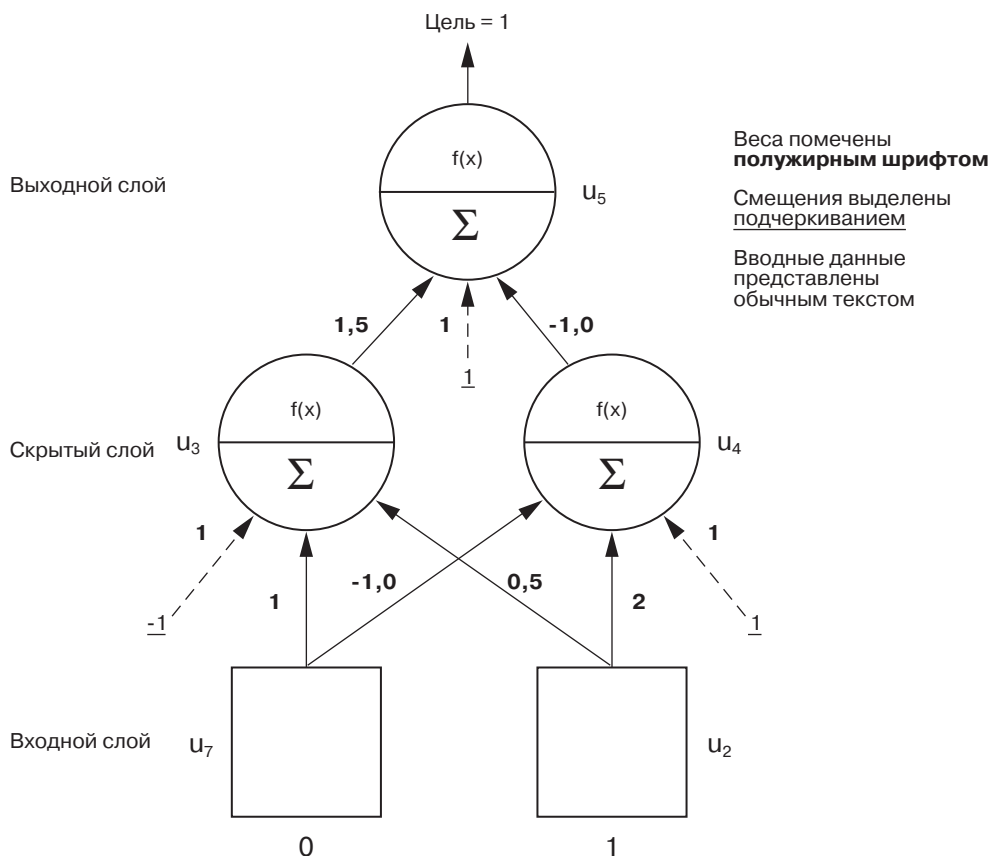 Цель = 1
f(x)
Σ
u5
Выходной слой
Веса помечены
полужирным шрифтом
Смещения выделены
подчеркиванием
Вводные данные
представлены
обычным текстом
1,5
1
-1,0
1
Скрытый слой
u3
f(x)
Σ
f(x)
Σ
u4
1
-1
1
-1,0
0,5
2
1
1
Входной слой
u7
u2
0
1